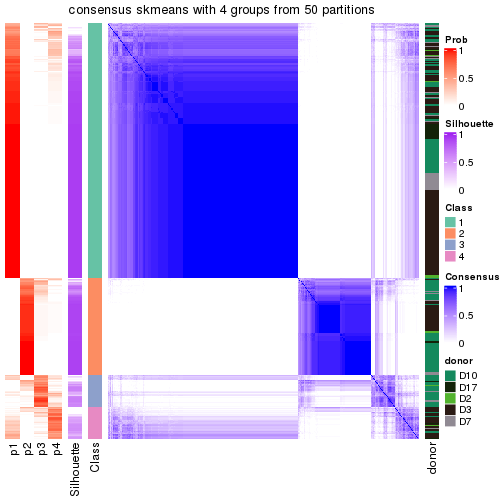 consensus skmeans with 4 groups from 50 partitions
Prob
1
0.5
0
Silhouette
1
0.5
0
Class
1
2
3
4
Consensus
1
0.5
0
donor
D10
D17
D2
D3
D7
p1
p2
p3
p4
Silhouette
Class
donor